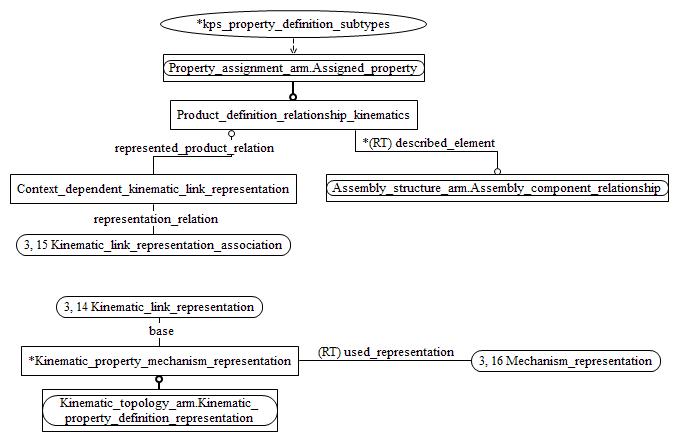 *kps_property_definition_subtypes
Property_assignment_arm.Assigned_property
Product_definition_relationship_kinematics
represented_product_relation
*(RT) described_element
Context_dependent_kinematic_link_representation
Assembly_structure_arm.Assembly_component_relationship
representation_relation
3, 15 Kinematic_link_representation_association
3, 14 Kinematic_link_representation
base
(RT) used_representation
*Kinematic_property_mechanism_representation
3, 16 Mechanism_representation
Kinematic_topology_arm.Kinematic_
property_definition_representation